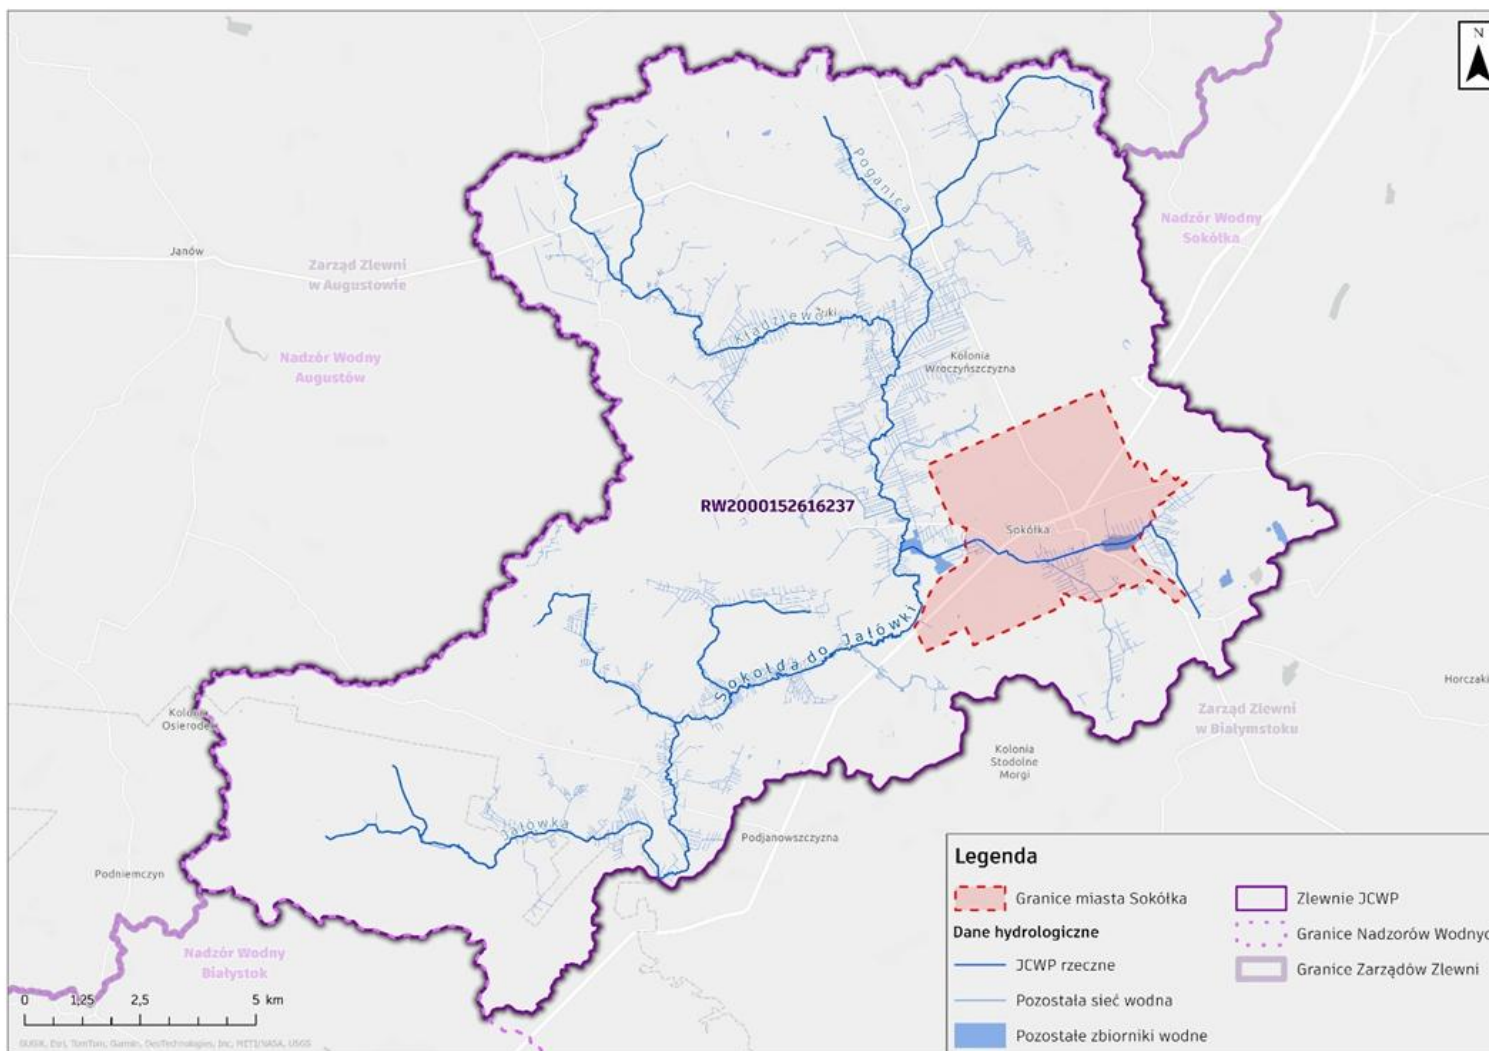 N
Poganica
Nadzór Wodny
Sokółka
Janów
Zarząd Zlewni
w Augustowie
Kładziewa
Nadzór Wodny
Augustów
Kolonia
Wroczyńszczyzna
RW2000152616237
Sokółka
Sokołda do Jałówki
Horczaki
Zarząd Zlewni
w Białymstoku
Kolonia
Kolonia
Stodolne
Morgi
Jałówka
Podjanowszczyzna
Podniemczyn
Nadzór Wodny
Białystok
0 1,25 2,5 5 km
Legenda
Granice miasta Sokółka
Dane hydrologiczne
JCWP rzeczne
Pozostała sieć wodna
Pozostałe zbiorniki wodne
Zlewnie JCWP
Granice Nadzorów Wodnyc
Granice Zarządów Zlewni